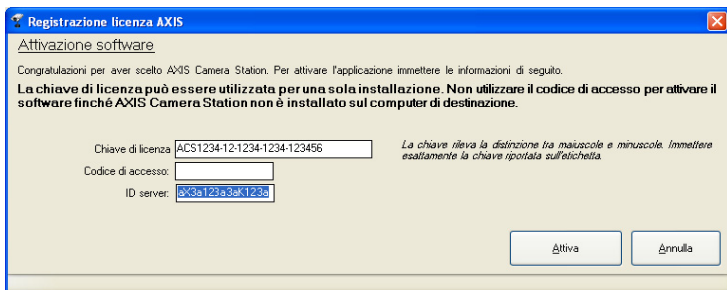 Registrazione licenza AXIS
Attivazione software
Congratulazioni per aver scelto AXIS Camera Station. Per attivare l'applicazione immettere le informazioni di seguito.
La chiave di licenza può essere utilizzata per una sola installazione. Non utilizzare il codice di accesso per attivare il
software finché AXIS Camera Station non è installato sul computer di destinazione.
Chiave di licenza ACS1234-12-1234-1234-123456
La chiave rileva la distinzione tra maiuscole e minuscole. Immettere
esattamente la chiave riportata sull'etichetta.
Codice di accesso:
ID server: aX3a123a3aK123a
Attiva
Annulla